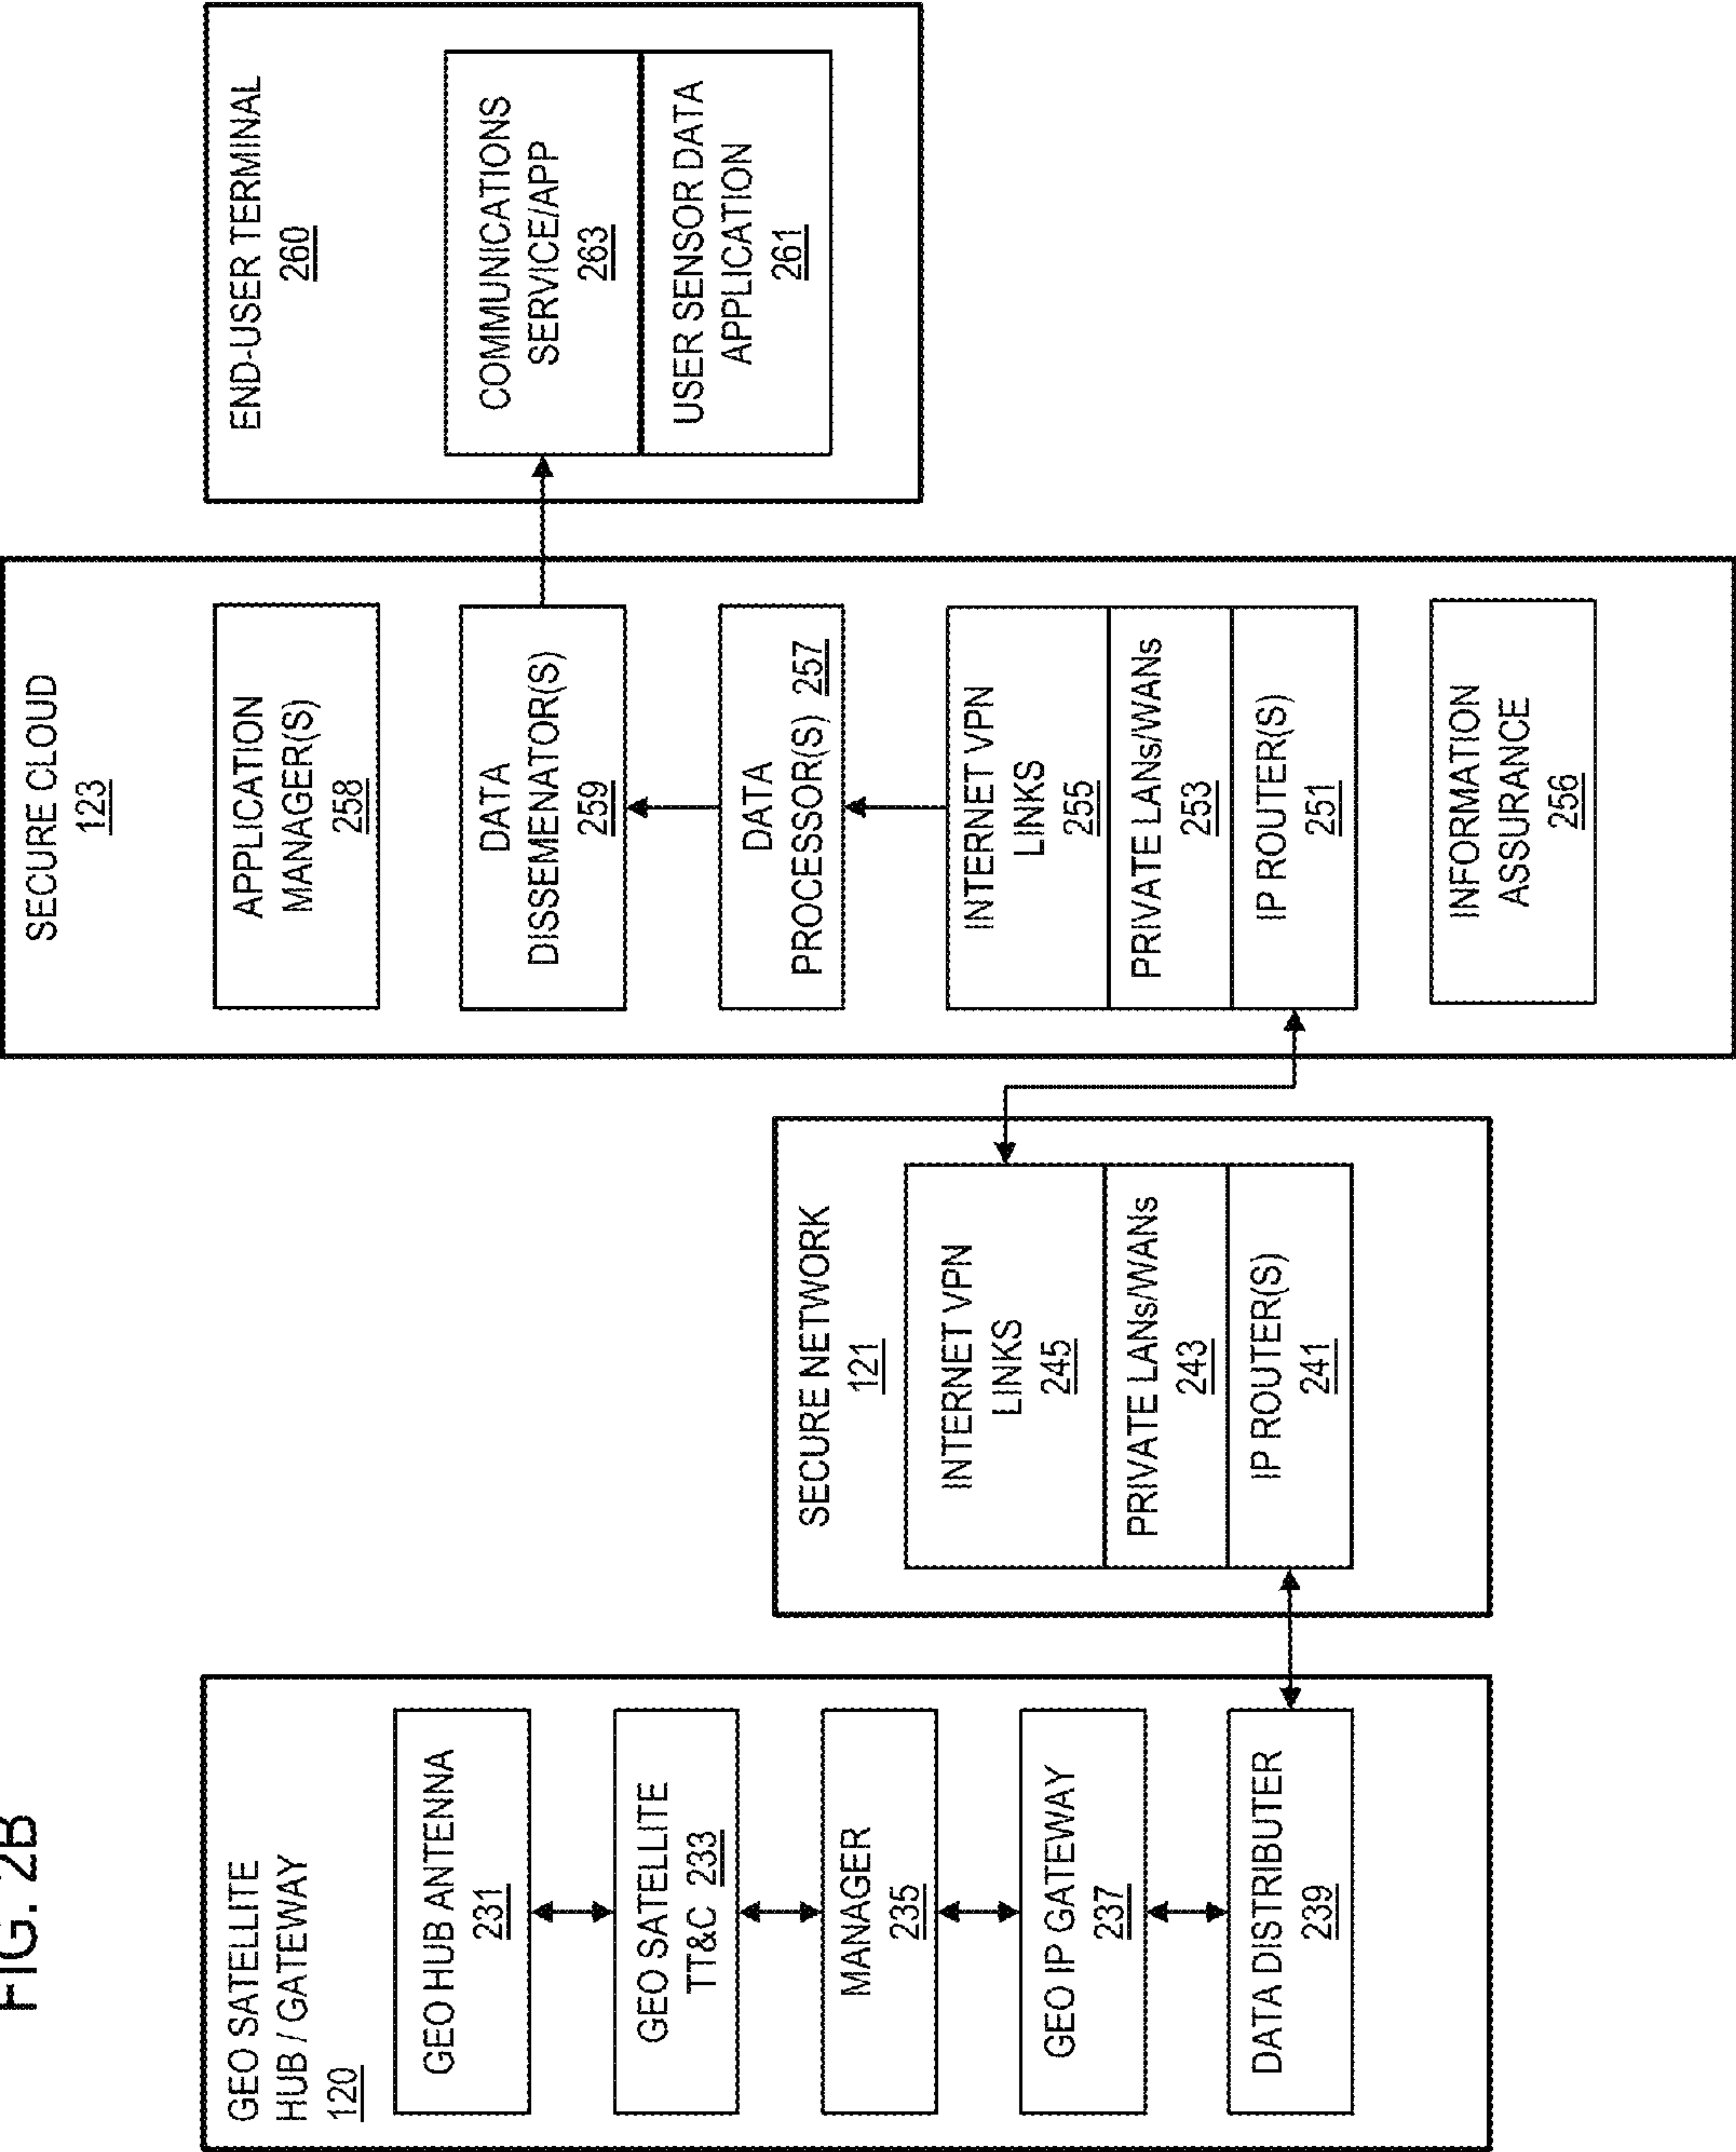 FIG. 2B
GEO SATELLITE
HUB / GATEWAY
120
GEO HUB ANTENNA
231
GEO SATELLITE
TT&C 233
MANAGER
235
GEO IP GATEWAY
237
DATA DISTRIBUTER
239
SECURE NETWORK
121
INTERNET VPN
LINKS
245
PRIVATE LANs/WANs
243
IP ROUTER(S)
241
SECURE CLOUD
123
APPLICATION
MANAGER(S)
258
DATA
DISSEMENATOR(S)
259
DATA
PROCESSOR(S) 257
INTERNET VPN
LINKS
255
PRIVATE LANs/WANs
253
IP ROUTER(S)
251
INFORMATION
ASSURANCE
256
END-USER TERMINAL
260
COMMUNICATIONS
SERVICE/APP
263
USER SENSOR DATA
APPLICATION
261